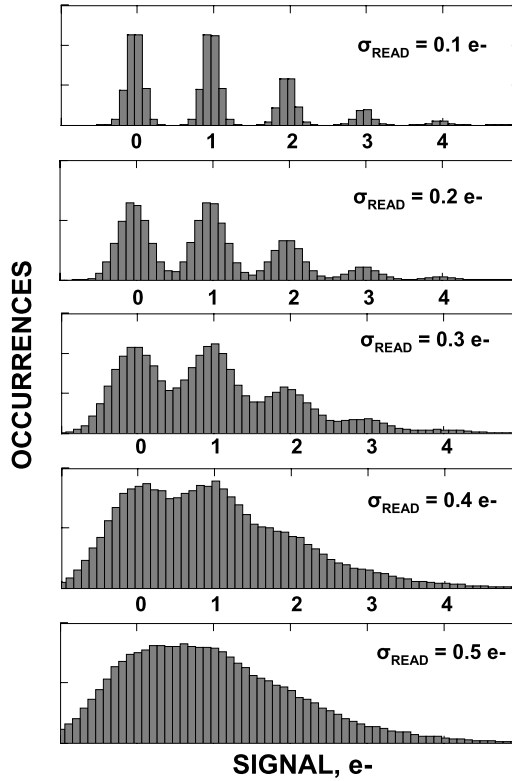 σREAD = 0.1 e-
0 1 2 3 4
σREAD = 0.2 e-
0 1 2 3 4
σREAD = 0.3 e-
0 1 2 3 4
σREAD = 0.4 e-
0 1 2 3 4
σREAD = 0.5 e-
OCCURRENCES
SIGNAL, e-